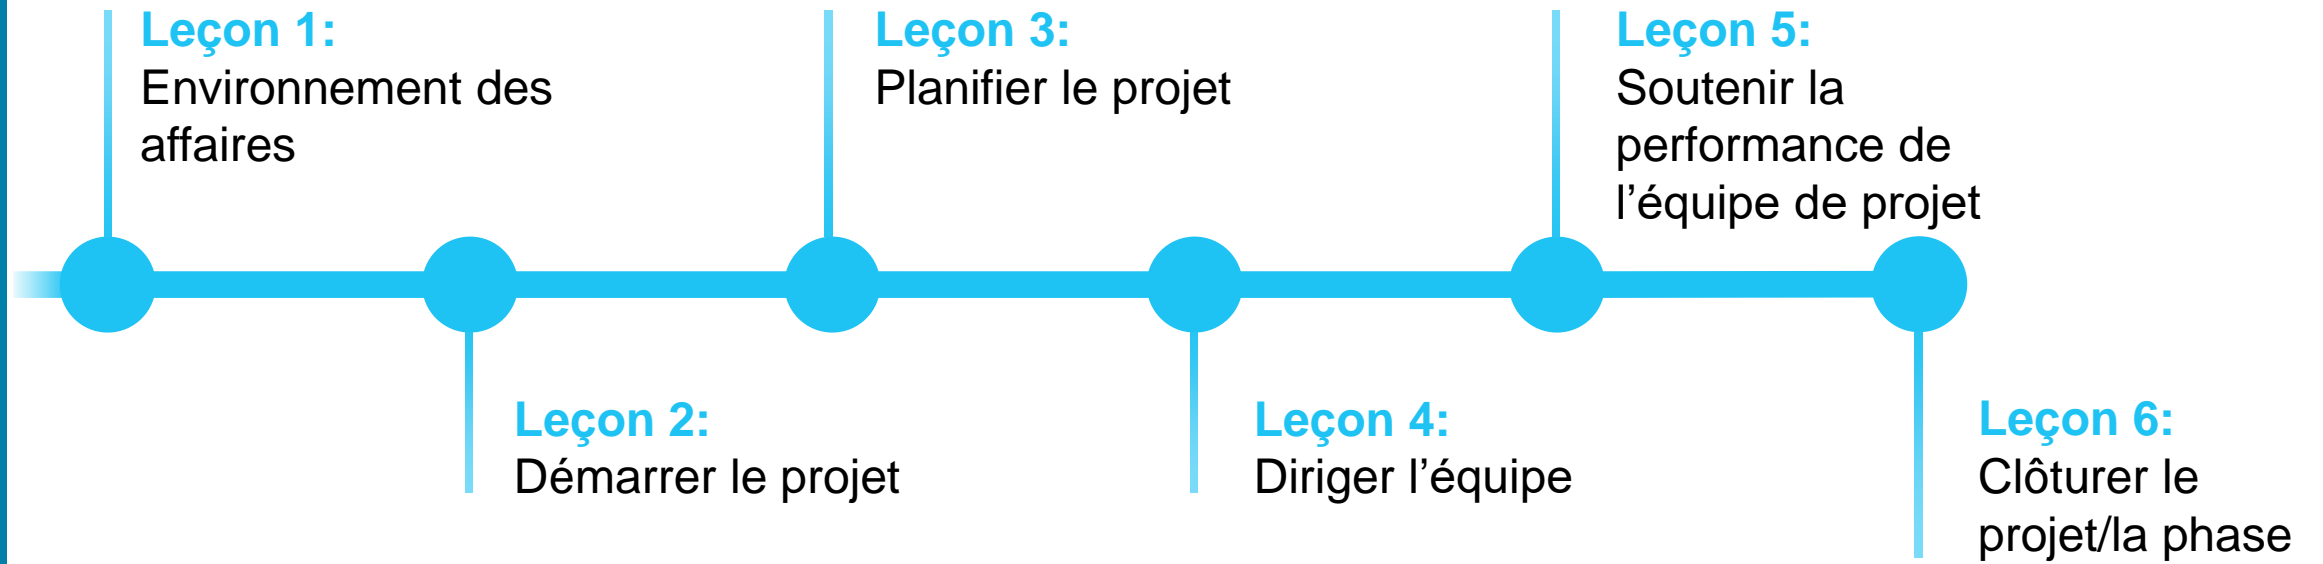 Leçon 1:
Environnement des
affaires
Leçon 2:
Démarrer le projet
Leçon 3:
Planifier le projet
Leçon 4:
Diriger l’équipe
Leçon 5:
Soutenir la
performance de
l’équipe de projet
Leçon 6:
Clôturer le
projet/la phase